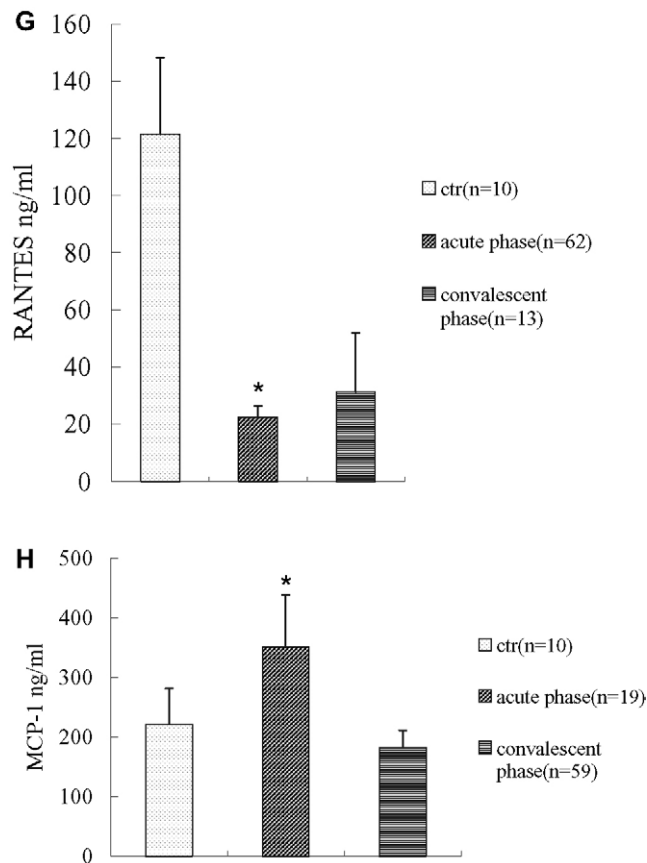 G
160
140
120
100
80
60
40
20
0
RANTES ng/ml
*
ctr(n=10)
acute phase(n=62)
convalescent
phase(n=13)
H
500
400
300
200
100
0
MCP-1 ng/ml
*
ctr(n=10)
acute phase(n=19)
convalescent
phase(n=59)